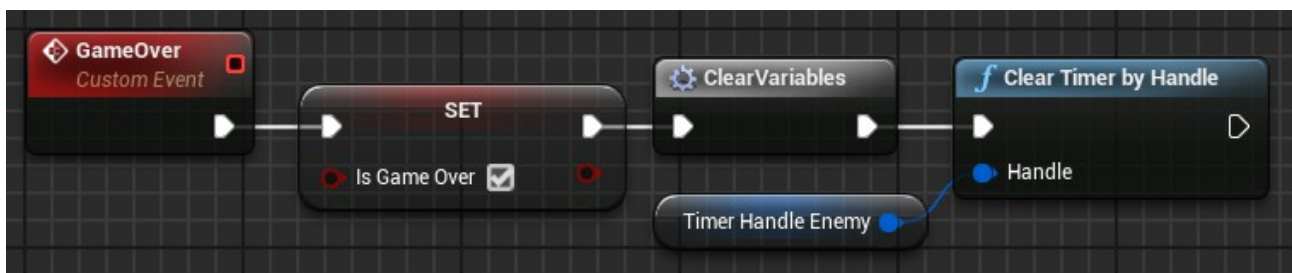 GameOver
Custom Event
SET
Is Game Over
ClearVariables
Timer Handle Enemy
f Clear Timer by Handle
Handle